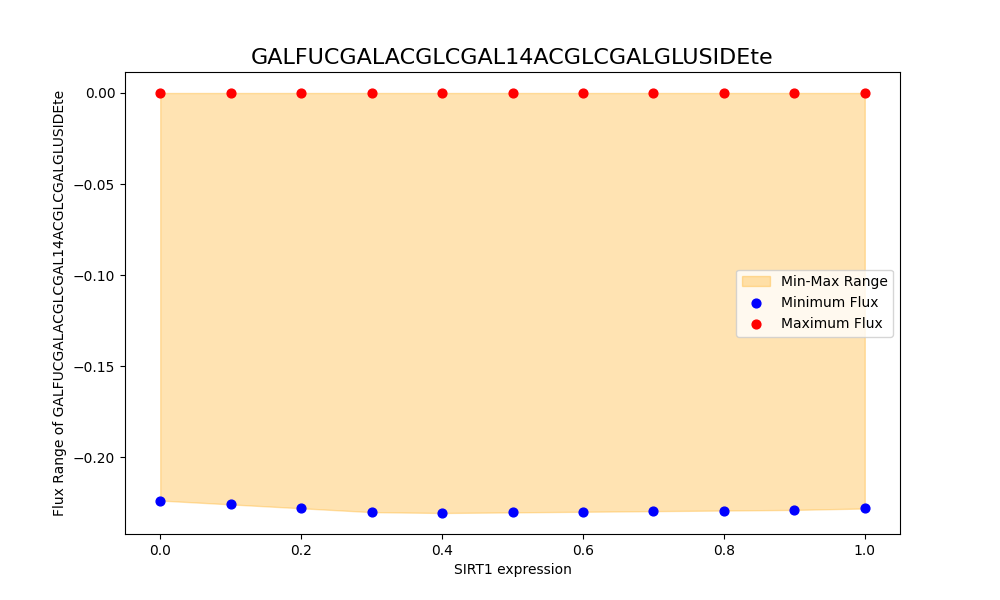 GALFUCGALACGLCGAL14ACGLCGALGLUSIDEte
Flux Range of GALFUCGALACGLCGAL14ACGLCGALGLUSIDEte
0.00
−0.05
−0.10
−0.15
−0.20
Min-Max Range
Minimum Flux
Maximum Flux
0.0 0.2 0.4 0.6 0.8 1.0
SIRT1 expression